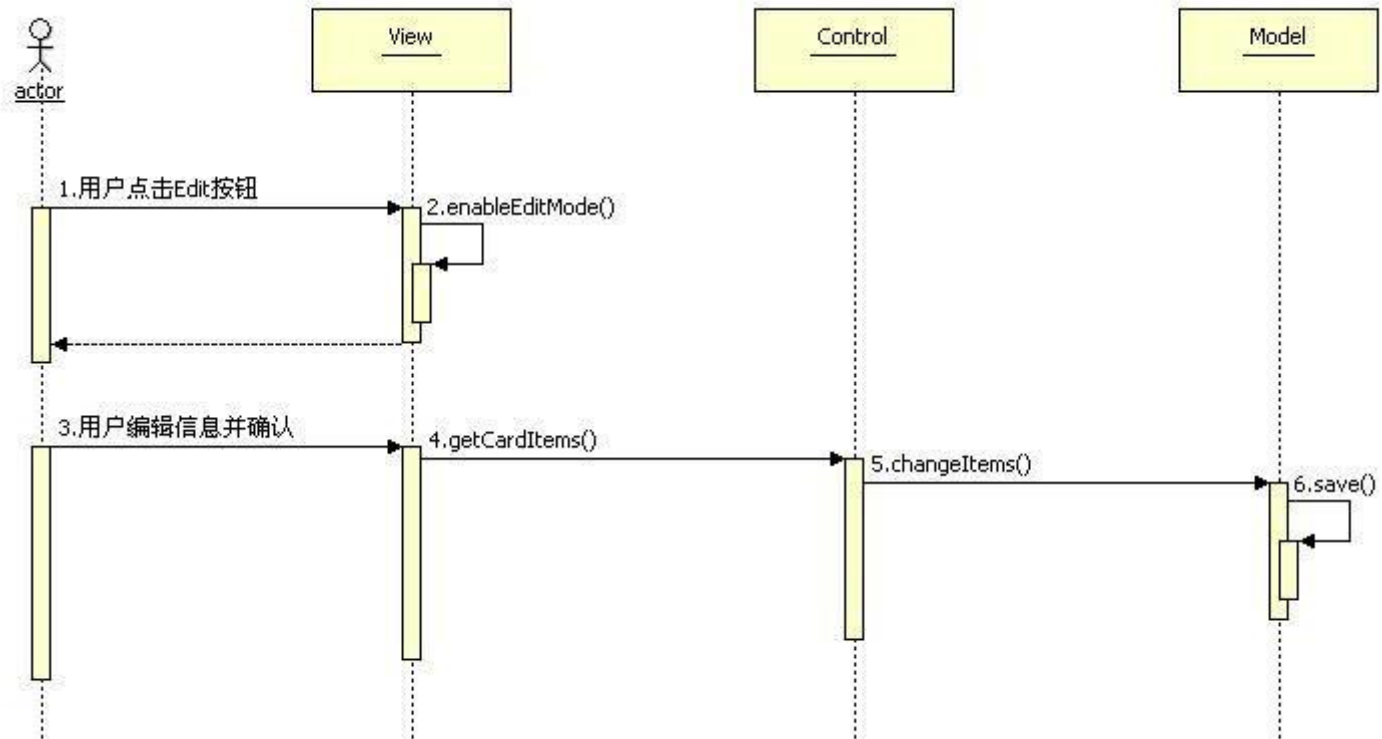 actor
View
Control
Model
1.用户点击Edit按钮
2.enableEditMode()
3.用户编辑信息并确认
4.getCardItems()
5.changeItems()
6.save()